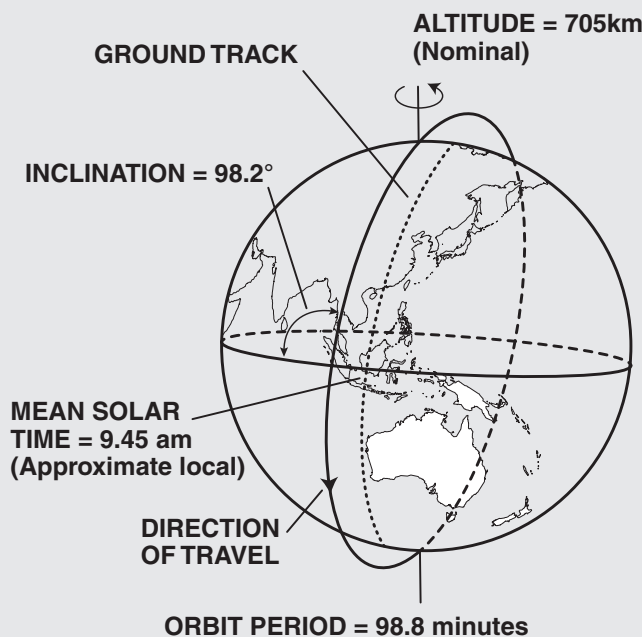 ALTITUDE = 705km
(Nominal)
GROUND TRACK
INCLINATION = 98.2°
MEAN SOLAR
TIME = 9.45 am
(Approximate local)
DIRECTION
OF TRAVEL
ORBIT PERIOD = 98.8 minutes